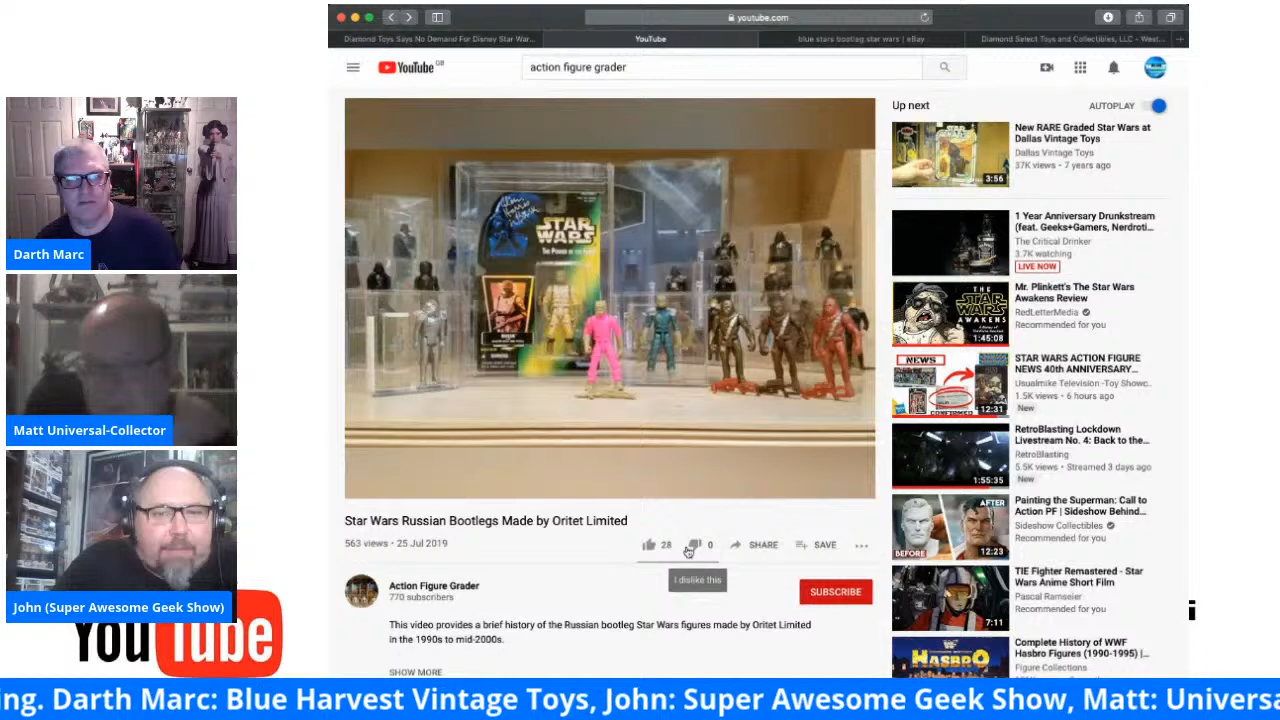 youtube.com
Diamond Toys Says No Demand For Disney Star War...
YouTube
blue stars bootleg star wars | eBay
Diamond Select Toys and Collectibles, LLC - West...
YouTube GB
action figure grader
Darth Marc
Matt Universal-Collector
John (Super Awesome Geek Show)
YouTube
STAR WARS
Star Wars Russian Bootlegs Made by Oritet Limited
563 views • 25 Jul 2019
28
0
SHARE
SAVE
I dislike this
Action Figure Grader
770 subscribers
SUBSCRIBE
This video provides a brief history of the Russian bootleg Star Wars figures made by Oritet Limited
in the 1990s to mid-2000s.
SHOW MORE
Up next
AUTOPLAY
3:56
New RARE Graded Star Wars at
Dallas Vintage Toys
Dallas Vintage Toys
37K views • 7 years ago
1 Year Anniversary Drunkstream
(feat. Geeks+Gamers, Nerdroti...
The Critical Drinker
3.7K watching
LIVE NOW
THE
STAR
WARS
AWAKENS
1:45:08
Mr. Plinkett's The Star Wars
Awakens Review
RedLetterMedia
Recommended for you
NEWS
CONFIRMED
12:31
STAR WARS ACTION FIGURE
NEWS 40th ANNIVERSARY...
Usualmike Television -Toy Showc..
1.5K views • 6 hours ago
New
1:55:35
RetroBlasting Lockdown
Livestream No. 4: Back to the...
RetroBlasting
5.5K views • Streamed 3 days ago
New
AFTER
BEFORE
12:23
Painting the Superman: Call to
Action PF | Sideshow Behind...
Sideshow Collectibles
Recommended for you
7:11
TIE Fighter Remastered - Star
Wars Anime Short Film
Pascal Ramseier
Recommended for you
HASBRO
Complete History of WWF
Hasbro Figures (1990-1995) |...
Figure Collections
i
ing. Darth Marc: Blue Harvest Vintage Toys, John: Super Awesome Geek Show, Matt: Universa